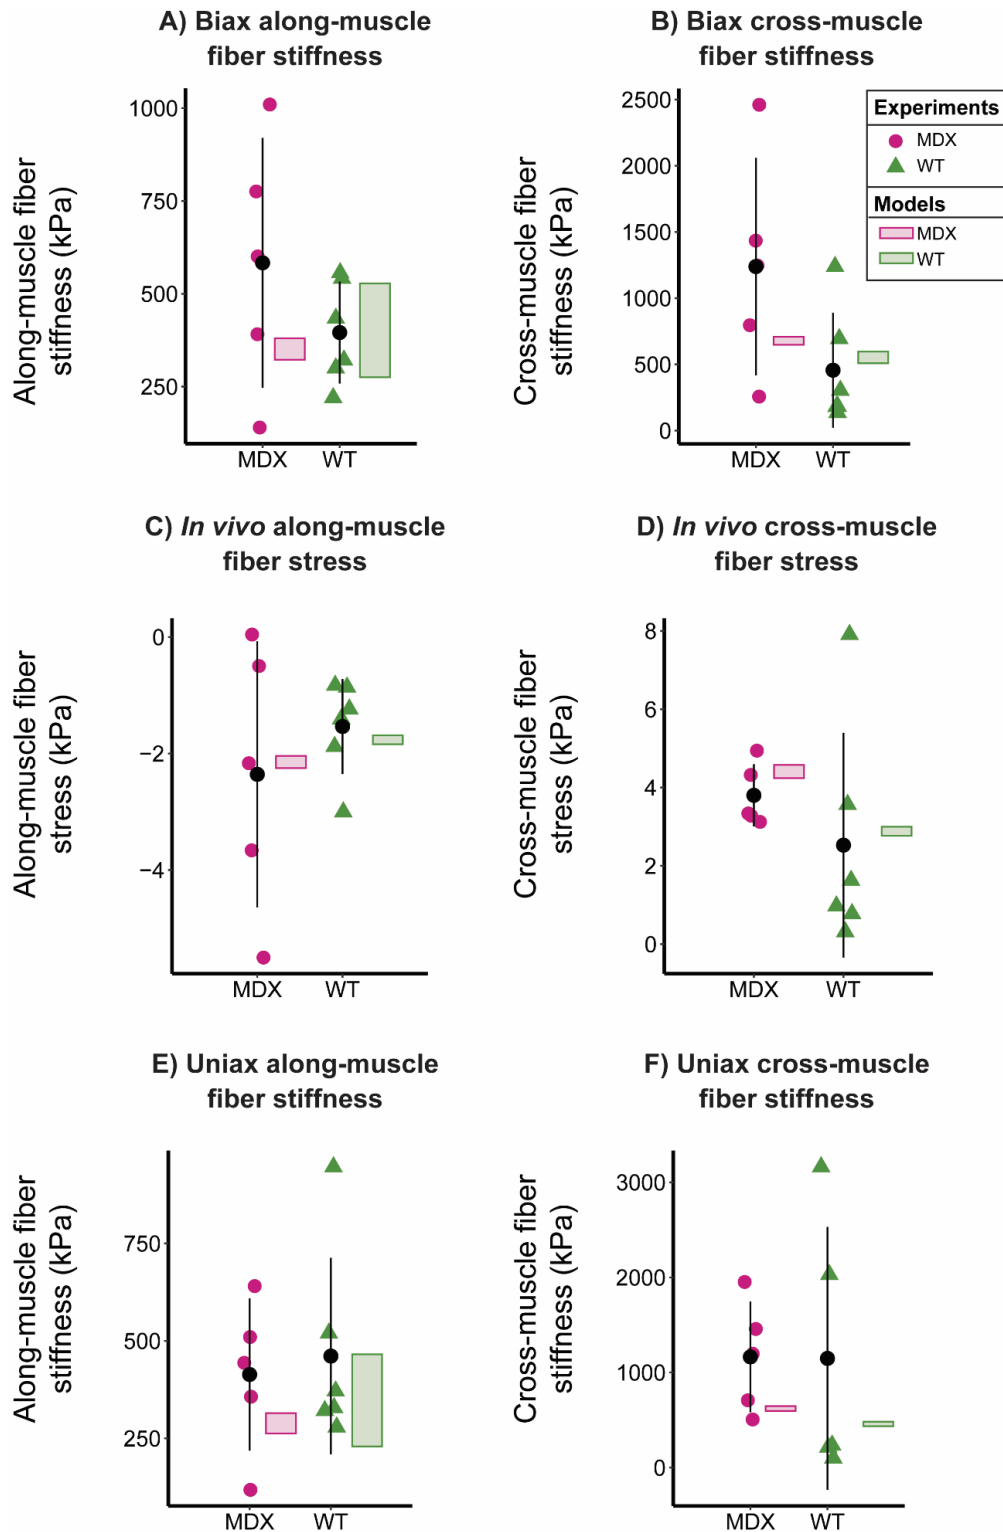 A) Biax along-muscle
fiber stiffness
Along-muscle fiber
stiffness (kPa)
1000
750
500
250
MDX WT
B) Biax cross-muscle
fiber stiffness
Cross-muscle fiber
stiffness (kPa)
2500
2000
1500
1000
500
0
MDX WT
Experiments
MDX
WT
Models
MDX
WT
C) In vivo along-muscle
fiber stress
Along-muscle fiber
stress (kPa)
0
−2
−4
MDX WT
D) In vivo cross-muscle
fiber stress
Cross-muscle fiber
stress (kPa)
8
6
4
2
0
MDX WT
E) Uniax along-muscle
fiber stiffness
Along-muscle fiber
stiffness (kPa)
750
500
250
MDX WT
F) Uniax cross-muscle
fiber stiffness
Cross-muscle fiber
stiffness (kPa)
3000
2000
1000
0
MDX WT